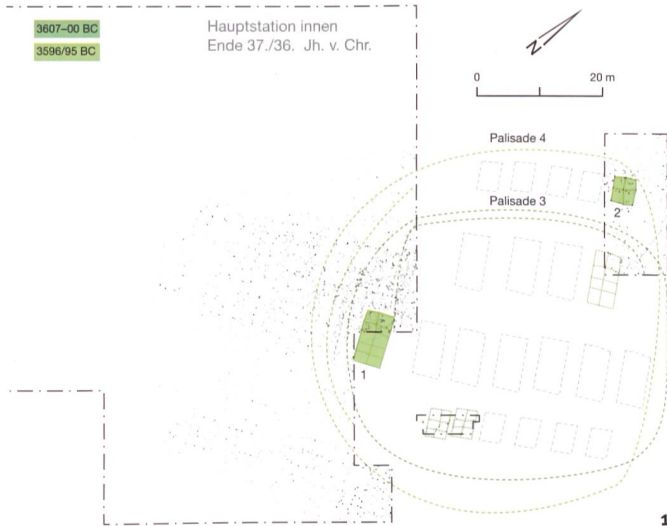 3607–00 BC
3596/95 BC
Hauptstation innen
Ende 37./36. Jh. v. Chr.
N
0 20 m
Palisade 4
Palisade 3
2
1
1